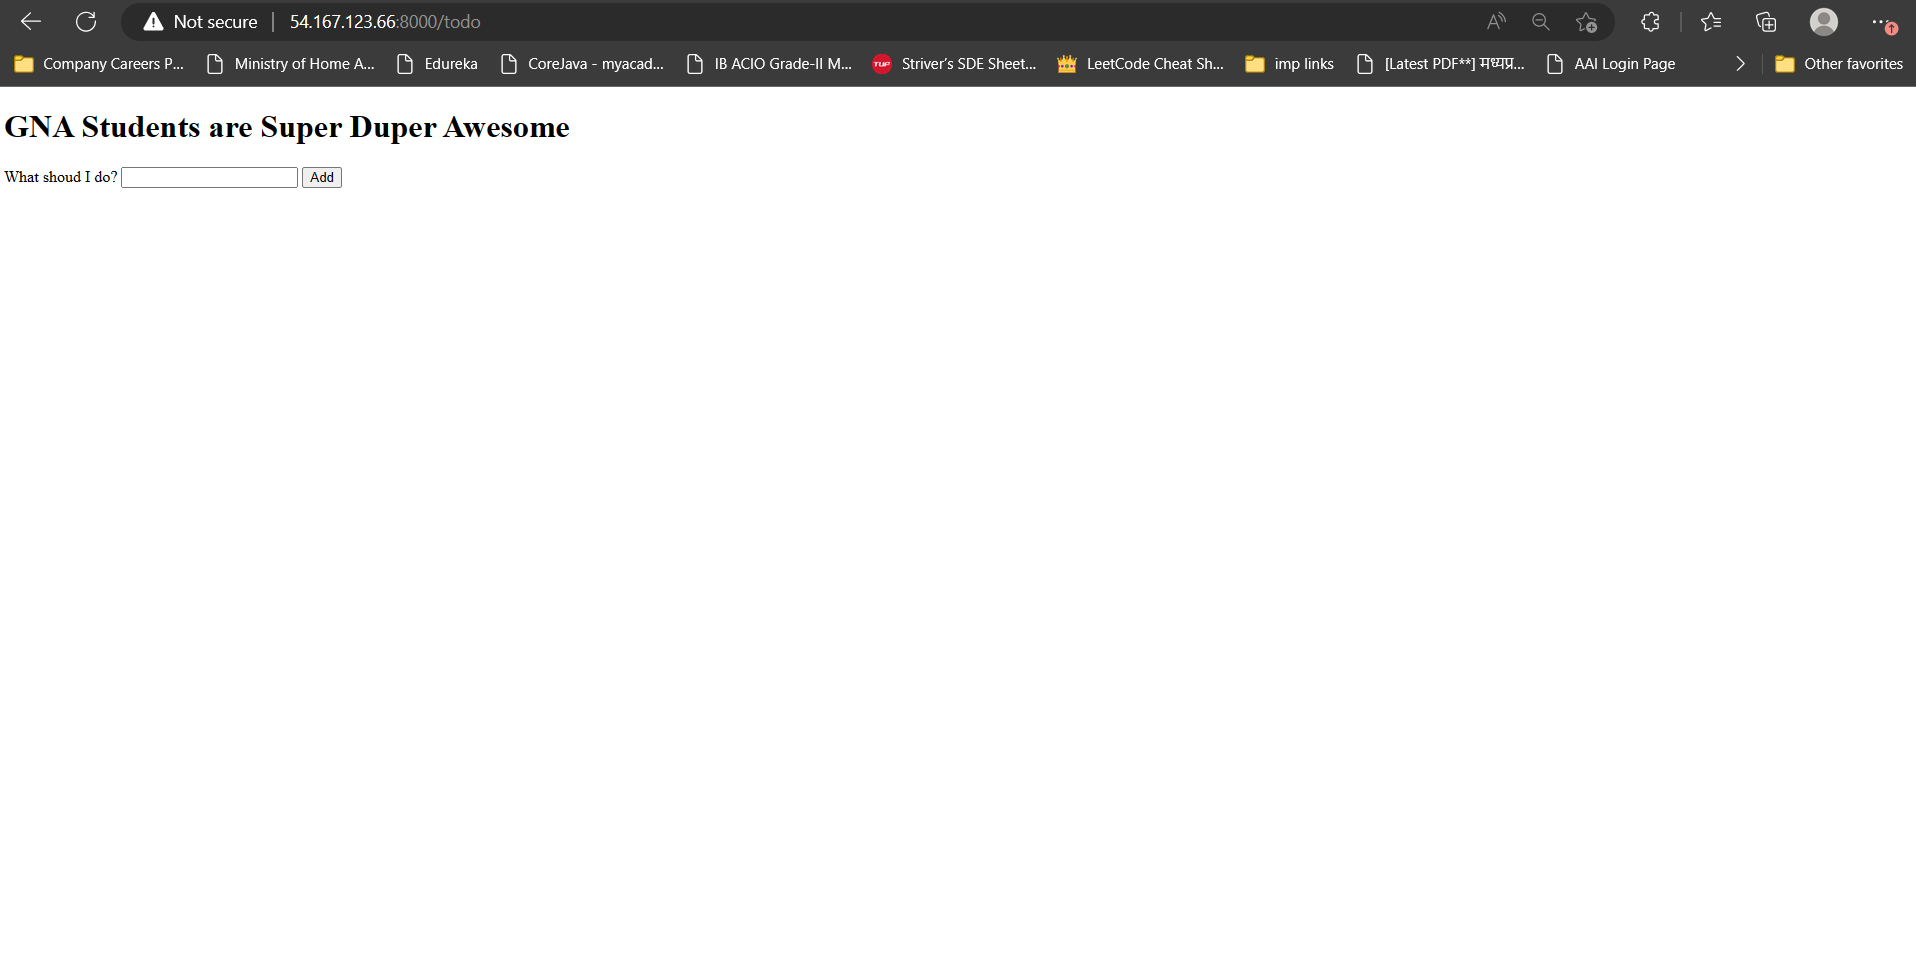 Not secure 54.167.123.66:8000/todo
Company Careers P... Ministry of Home A... Edureka CoreJava - myacad... IB ACIO Grade-II M... TUF Striver's SDE Sheet... LeetCode Cheat Sh... imp links [Latest PDF**] मध्यप्र... AAI Login Page Other favorites
GNA Students are Super Duper Awesome
What shoud I do? Add